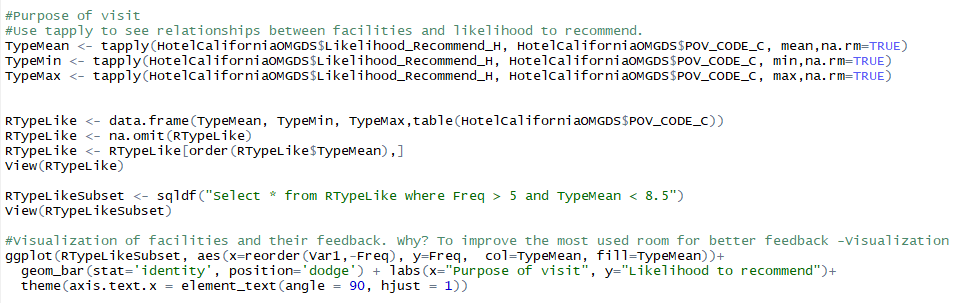 #Purpose of visit
#Use tapply to see relationships between facilities and likelihood to recommend.
TypeMean <- tapply(HotelCaliforniaOMGDS$Likelihood_Recommend_H, HotelCaliforniaOMGDS$POV_CODE_C, mean,na.rm=TRUE)
TypeMin <- tapply(HotelCaliforniaOMGDS$Likelihood_Recommend_H, HotelCaliforniaOMGDS$POV_CODE_C, min,na.rm=TRUE)
TypeMax <- tapply(HotelCaliforniaOMGDS$Likelihood_Recommend_H, HotelCaliforniaOMGDS$POV_CODE_C, max,na.rm=TRUE)
RTypeLike <- data.frame(TypeMean, TypeMin, TypeMax,table(HotelCaliforniaOMGDS$POV_CODE_C))
RTypeLike <- na.omit(RTypeLike)
RTypeLike <- RTypeLike[order(RTypeLike$TypeMean),]
View(RTypeLike)
RTypeLikeSubset <- sqldf("Select * from RTypeLike where Freq > 5 and TypeMean < 8.5")
View(RTypeLikeSubset)
#Visualization of facilities and their feedback. Why? To improve the most used room for better feedback -Visualization
ggplot(RTypeLikeSubset, aes(x=reorder(Var1,-Freq), y=Freq,  col=TypeMean, fill=TypeMean))+
geom_bar(stat='identity', position='dodge') + labs(x="Purpose of visit", y="Likelihood to recommend")+
theme(axis.text.x = element_text(angle = 90, hjust = 1))